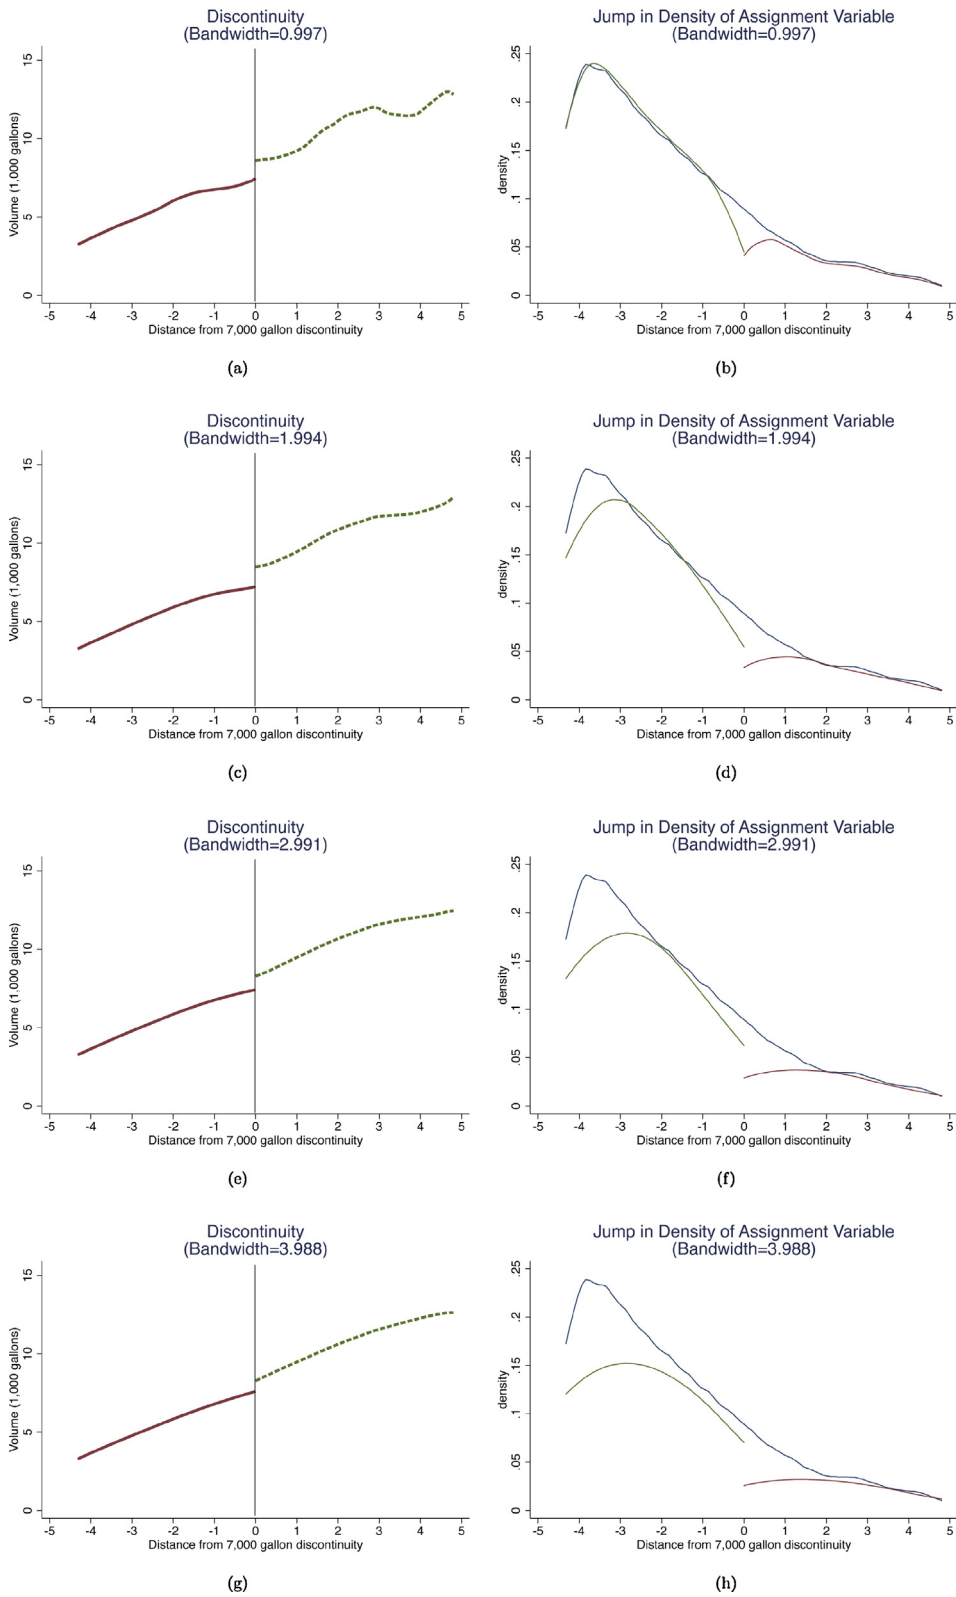 Discontinuity
(Bandwidth=0.997)
Volume (1,000 gallons)
15
10
5
0
-5 -4 -3 -2 -1 0 1 2 3 4 5
Distance from 7,000 gallon discontinuity
(a)
Jump in Density of Assignment Variable
(Bandwidth=0.997)
density
.25
.2
.15
.1
.05
0
-5 -4 -3 -2 -1 0 1 2 3 4 5
Distance from 7,000 gallon discontinuity
(b)
Discontinuity
(Bandwidth=1.994)
Volume (1,000 gallons)
15
10
5
0
-5 -4 -3 -2 -1 0 1 2 3 4 5
Distance from 7,000 gallon discontinuity
(c)
Jump in Density of Assignment Variable
(Bandwidth=1.994)
density
.25
.2
.15
.1
.05
0
-5 -4 -3 -2 -1 0 1 2 3 4 5
Distance from 7,000 gallon discontinuity
(d)
Discontinuity
(Bandwidth=2.991)
Volume (1,000 gallons)
15
10
5
0
-5 -4 -3 -2 -1 0 1 2 3 4 5
Distance from 7,000 gallon discontinuity
(e)
Jump in Density of Assignment Variable
(Bandwidth=2.991)
density
.25
.2
.15
.1
.05
0
-5 -4 -3 -2 -1 0 1 2 3 4 5
Distance from 7,000 gallon discontinuity
(f)
Discontinuity
(Bandwidth=3.988)
Volume (1,000 gallons)
15
10
5
0
-5 -4 -3 -2 -1 0 1 2 3 4 5
Distance from 7,000 gallon discontinuity
(g)
Jump in Density of Assignment Variable
(Bandwidth=3.988)
density
.25
.2
.15
.1
.05
0
-5 -4 -3 -2 -1 0 1 2 3 4 5
Distance from 7,000 gallon discontinuity
(h)